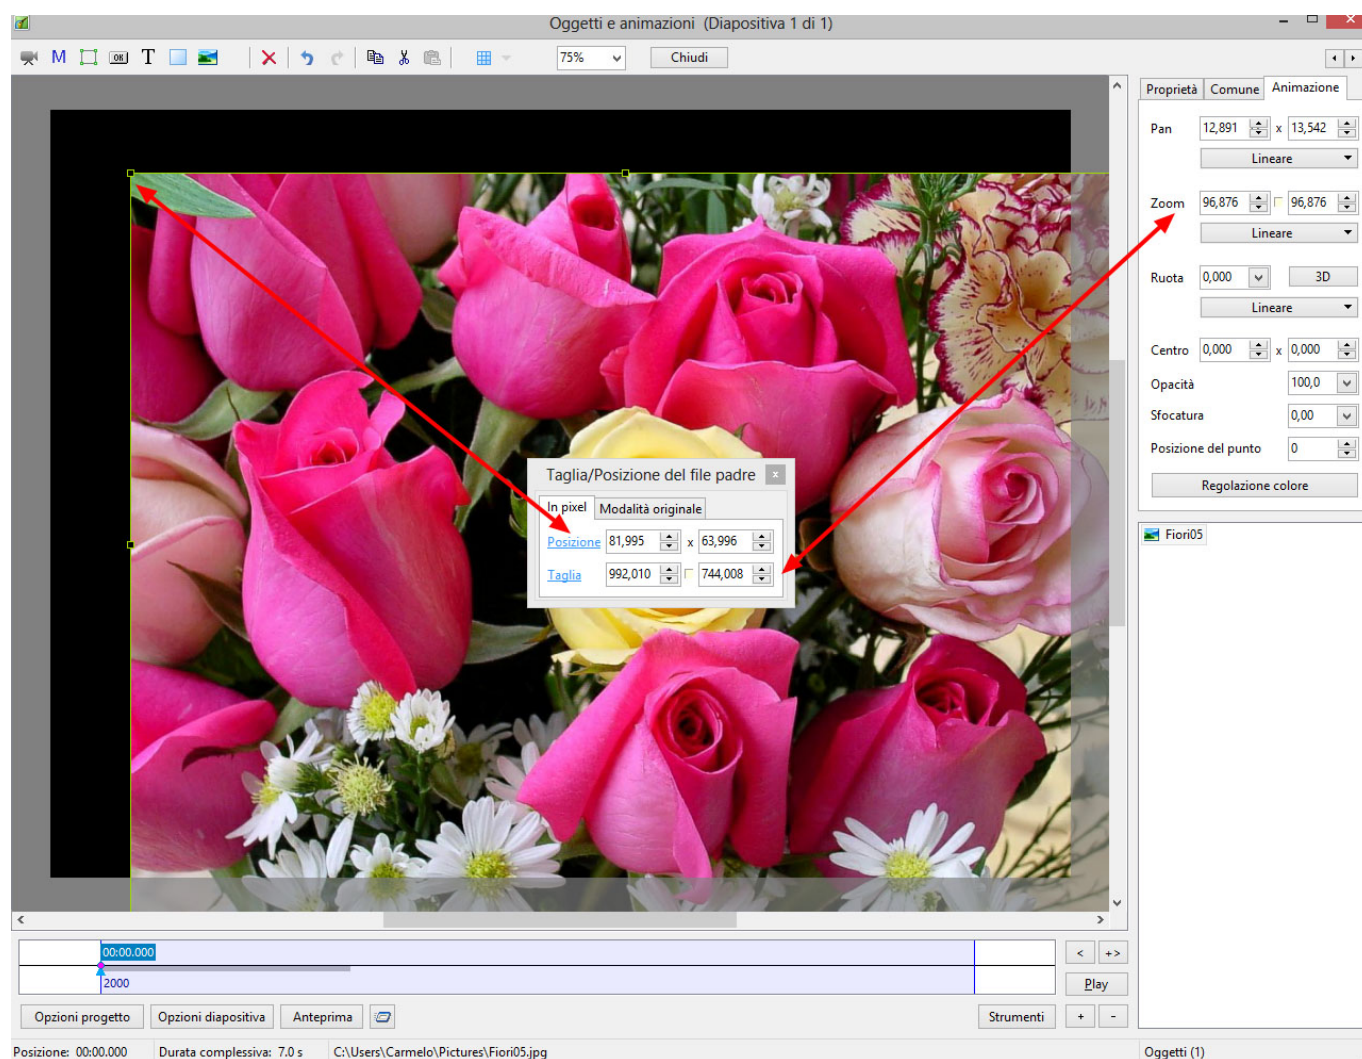 Oggetti e animazioni (Diapositiva 1 di 1)
M OK T 75% Chiudi
Proprietà Comune Animazione
Pan 12,891 x 13,542
Lineare
Zoom 96,876 96,876
Lineare
Ruota 0,000 3D
Lineare
Centro 0,000 x 0,000
Opacità 100,0
Sfocatura 0,00
Posizione del punto 0
Regolazione colore
Fiori05
Taglia/Posizione del file padre x
In pixel Modalità originale
Posizione 81,995 x 63,996
Taglia 992,010 744,008
00:00.000
2000
< +>
Play
Opzioni progetto Opzioni diapositiva Anteprima Strumenti + -
Posizione: 00:00.000 Durata complessiva: 7.0 s C:\Users\Carmelo\Pictures\Fiori05.jpg Oggetti (1)